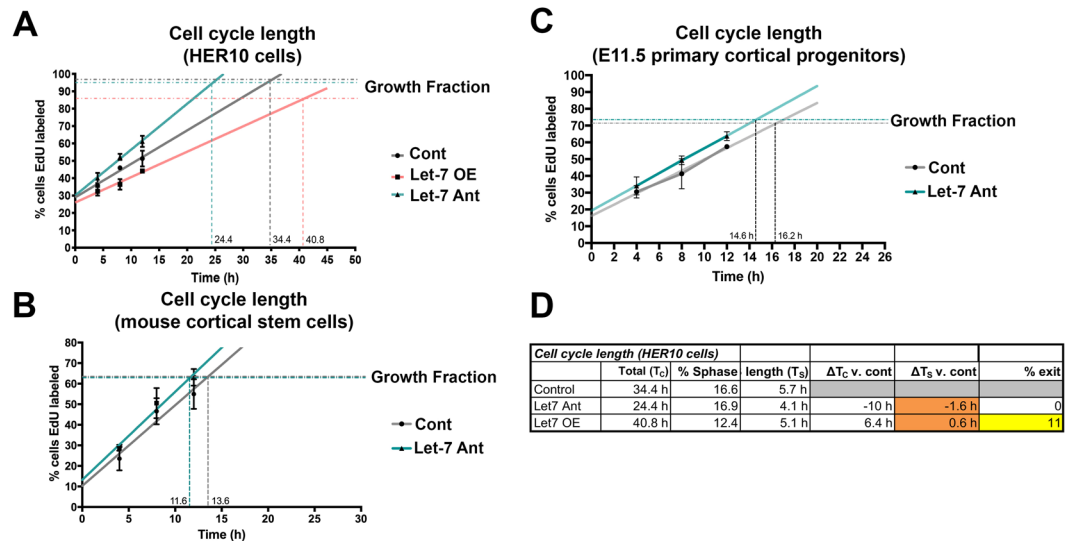 A
Cell cycle length
(HER10 cells)
100
90
80
70
60
50
40
30
20
10
0
% cells EdU labeled
Growth Fraction
Cont
Let-7 OE
Let-7 Ant
24.4
34.4
40.8
0 5 10 15 20 25 30 35 40 45 50
Time (h)
B
Cell cycle length
(mouse cortical stem cells)
80
70
60
50
40
30
20
10
0
% cells EdU labeled
Growth Fraction
Cont
Let-7 Ant
11.6
13.6
0 5 10 15 20 25 30
Time (h)
C
Cell cycle length
(E11.5 primary cortical progenitors)
100
90
80
70
60
50
40
30
20
10
0
% cells EdU labeled
Growth Fraction
Cont
Let-7 Ant
14.6 h
16.2 h
0 2 4 6 8 10 12 14 16 18 20 22 24 26
Time (h)
D
Cell cycle length (HER10 cells)
Total (TC) % Sphase length (TS) ΔTC v. cont ΔTS v. cont % exit
Control 34.4 h 16.6 5.7 h
Let7 Ant 24.4 h 16.9 4.1 h -10 h -1.6 h 0
Let7 OE 40.8 h 12.4 5.1 h 6.4 h 0.6 h 11